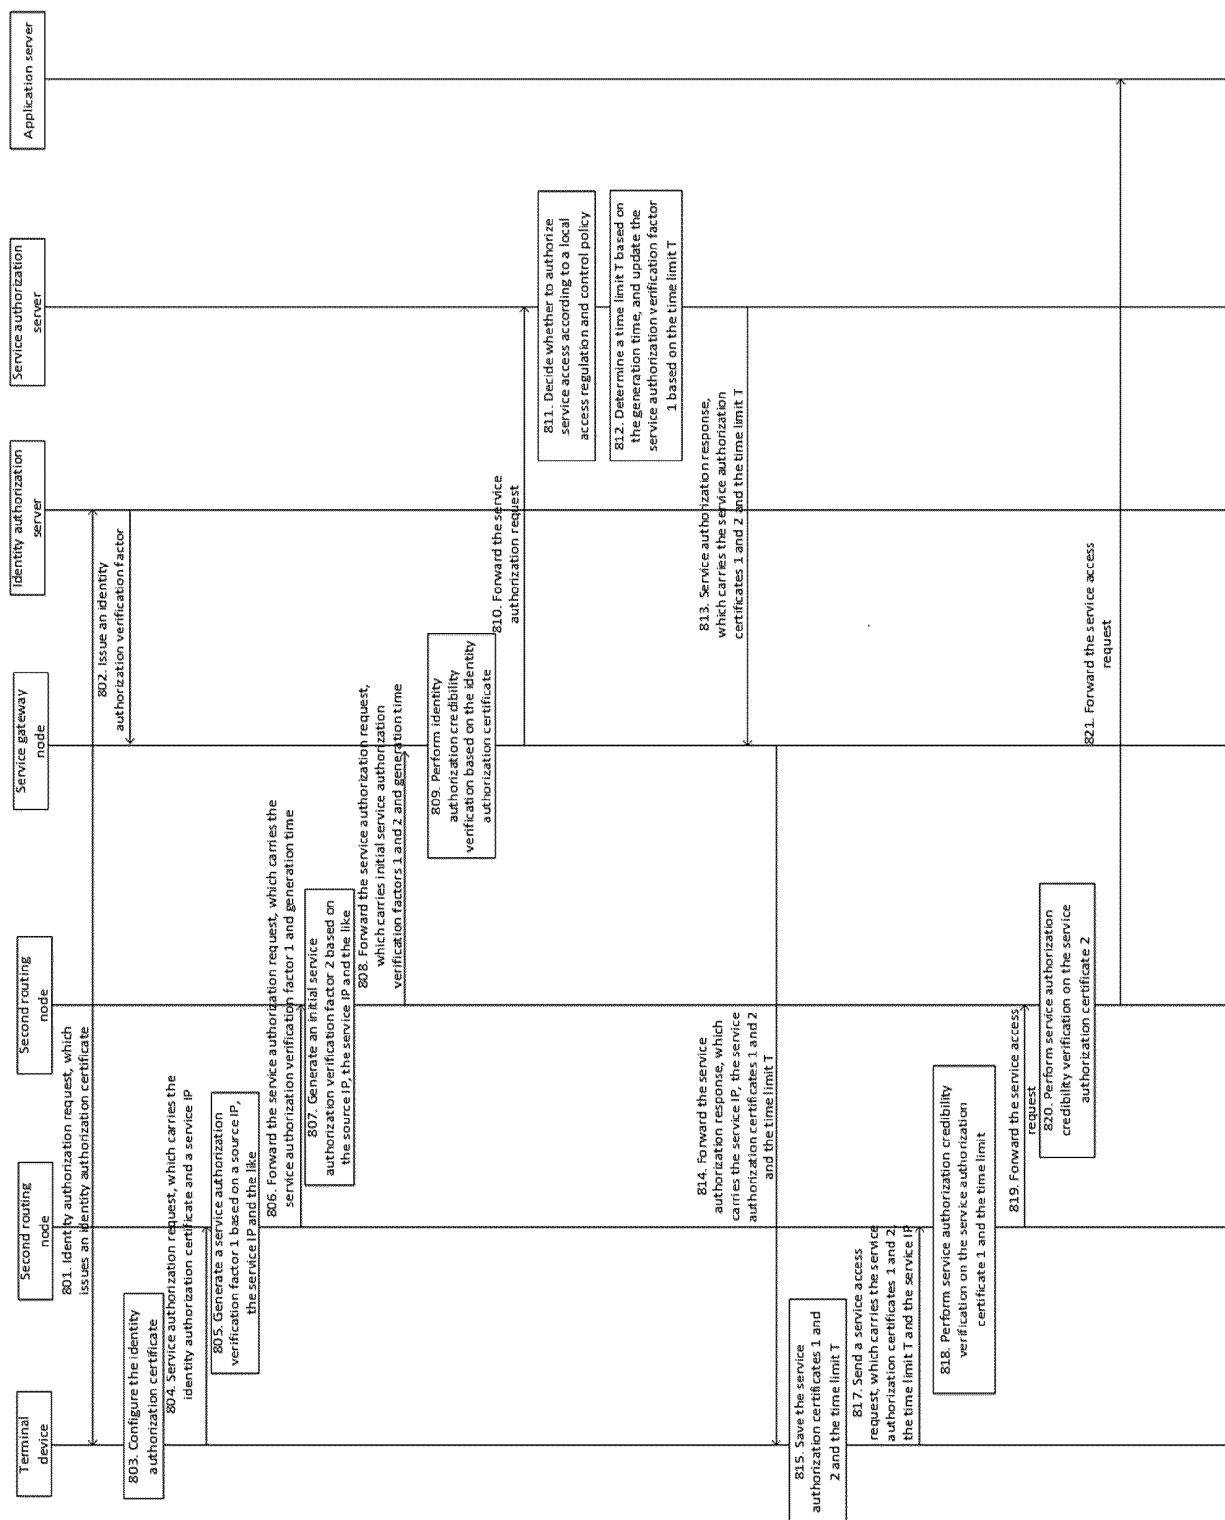 Terminal
device
Second routing
node
Second routing
node
Service gateway
node
Identity authorization
server
Service authorization
server
Application server
801. Identity authorization request, which
issues an identity authorization certificate
802. Issue an identity
authorization verification factor
803. Configure the identity
authorization certificate
804. Service authorization request, which carries the
identity authorization certificate and a service IP
805. Generate a service authorization
verification factor 1 based on a source IP,
the service IP and the like
806. Forward the service authorization request, which carries the
service authorization verification factor 1 and generation time
807. Generate an initial service
authorization verification factor 2 based on
the source IP, the service IP and the like
808. Forward the service authorization request,
which carries initial service authorization
verification factors 1 and 2 and generation time
809. Perform identity
authorization credibility
verification based on the identity
authorization certificate
810. Forward the service
authorization request
811. Decide whether to authorize
service access according to a local
access regulation and control policy
812. Determine a time limit T based on
the generation time, and update the
service authorization verification factor
1 based on the time limit T
813. Service authorization response,
which carries the service authorization
certificates 1 and 2 and the time limit T
814. Forward the service
authorization response, which
carries the service IP, the service
authorization certificates 1 and 2
and the time limit T
815. Save the service
authorization certificates 1 and
2 and the time limit T
817. Send a service access
request, which carries the service
authorization certificates 1 and 2,
the time limit T and the service IP
818. Perform service authorization credibility
verification on the service authorization
certificate 1 and the time limit
819. Forward the service access
request
820. Perform service authorization
credibility verification on the service
authorization certificate 2
821. Forward the service access
request